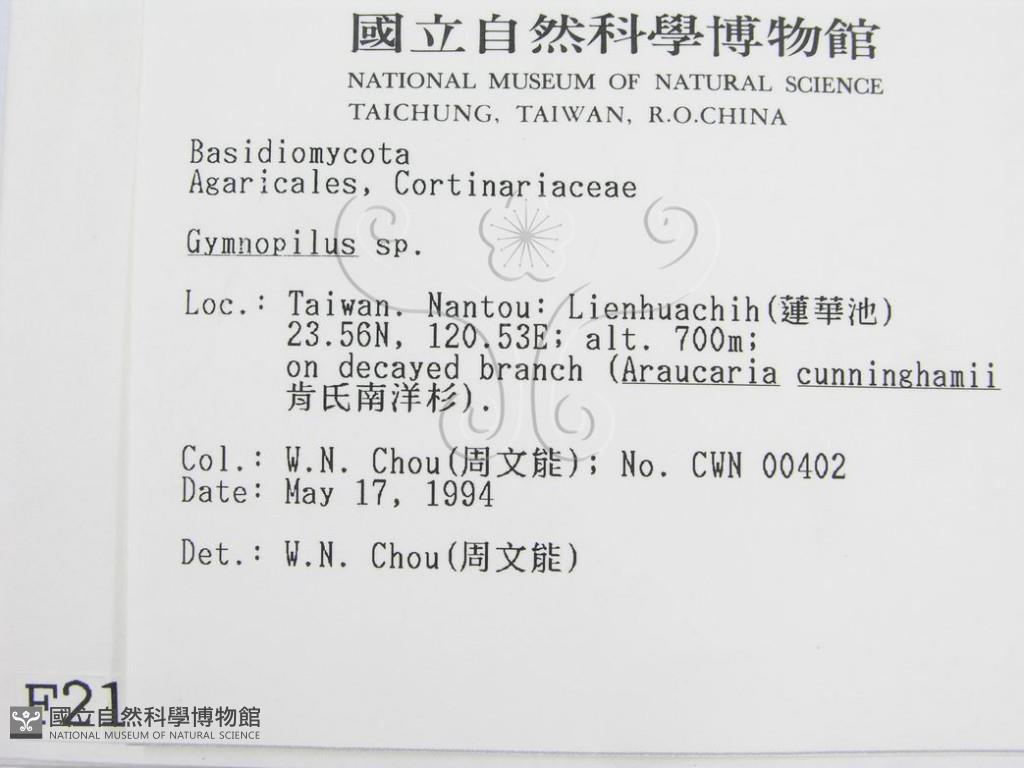 國立自然科學博物館
NATIONAL MUSEUM OF NATURAL SCIENCE
TAICHUNG, TAIWAN, R.O.CHINA
Basidiomycota
Agaricales, Cortinariaceae
Gymnopilus sp.
Loc.: Taiwan. Nantou: Lienhuachih(蓮華池)
23.56N, 120.53E; alt. 700m;
on decayed branch (Araucaria cunninghamii
肯氏南洋杉).
Col.: W.N. Chou(周文能); No. CWN 00402
Date: May 17, 1994
Det.: W.N. Chou(周文能)
F21
國立自然科學博物館
NATIONAL MUSEUM OF NATURAL SCIENCE